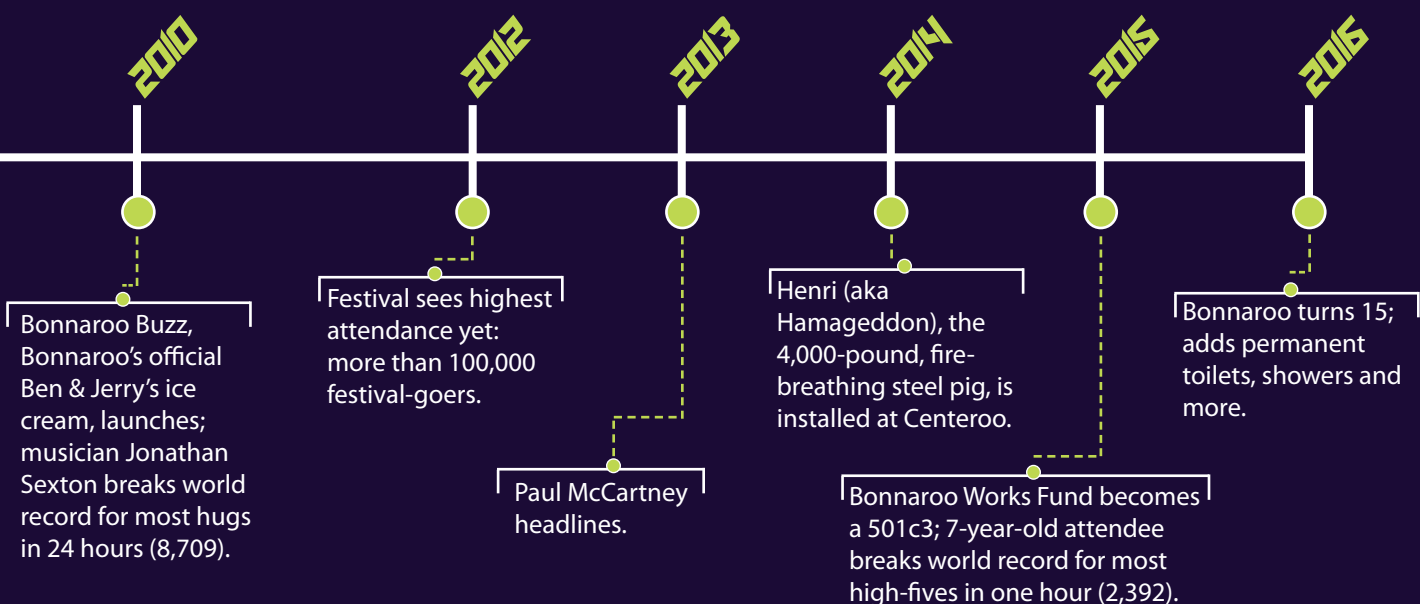 2010
Bonnaroo Buzz,
Bonnaroo’s official
Ben & Jerry’s ice
cream, launches;
musician Jonathan
Sexton breaks world
record for most hugs
in 24 hours (8,709).
2012
Festival sees highest
attendance yet:
more than 100,000
festival-goers.
2013
Paul McCartney
headlines.
2014
Henri (aka
Hamageddon), the
4,000-pound, fire-
breathing steel pig, is
installed at Centeroo.
2015
Bonnaroo Works Fund becomes
a 501c3; 7-year-old attendee
breaks world record for most
high-fives in one hour (2,392).
2016
Bonnaroo turns 15;
adds permanent
toilets, showers and
more.